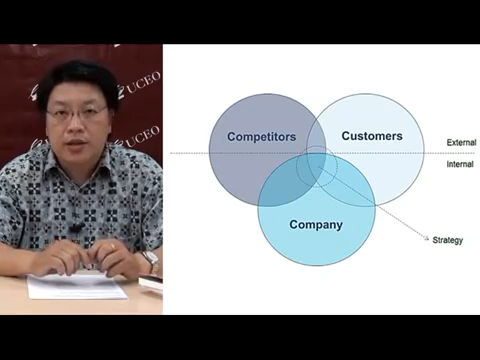 UCEO
Competitors
Customers
External
Internal
Company
Strategy